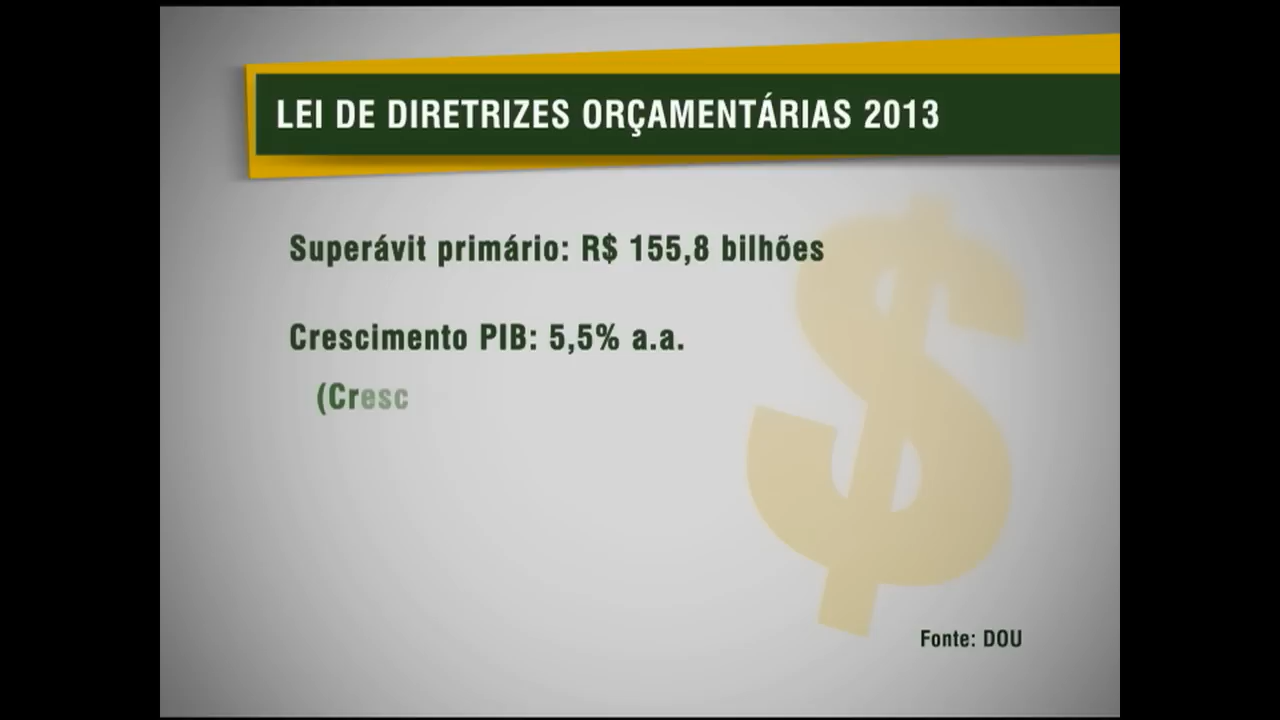 LEI DE DIRETRIZES ORÇAMENTÁRIAS 2013
Superávit primário: R$ 155,8 bilhões
Crescimento PIB: 5,5% a.a.
(Cresc
Fonte: DOU